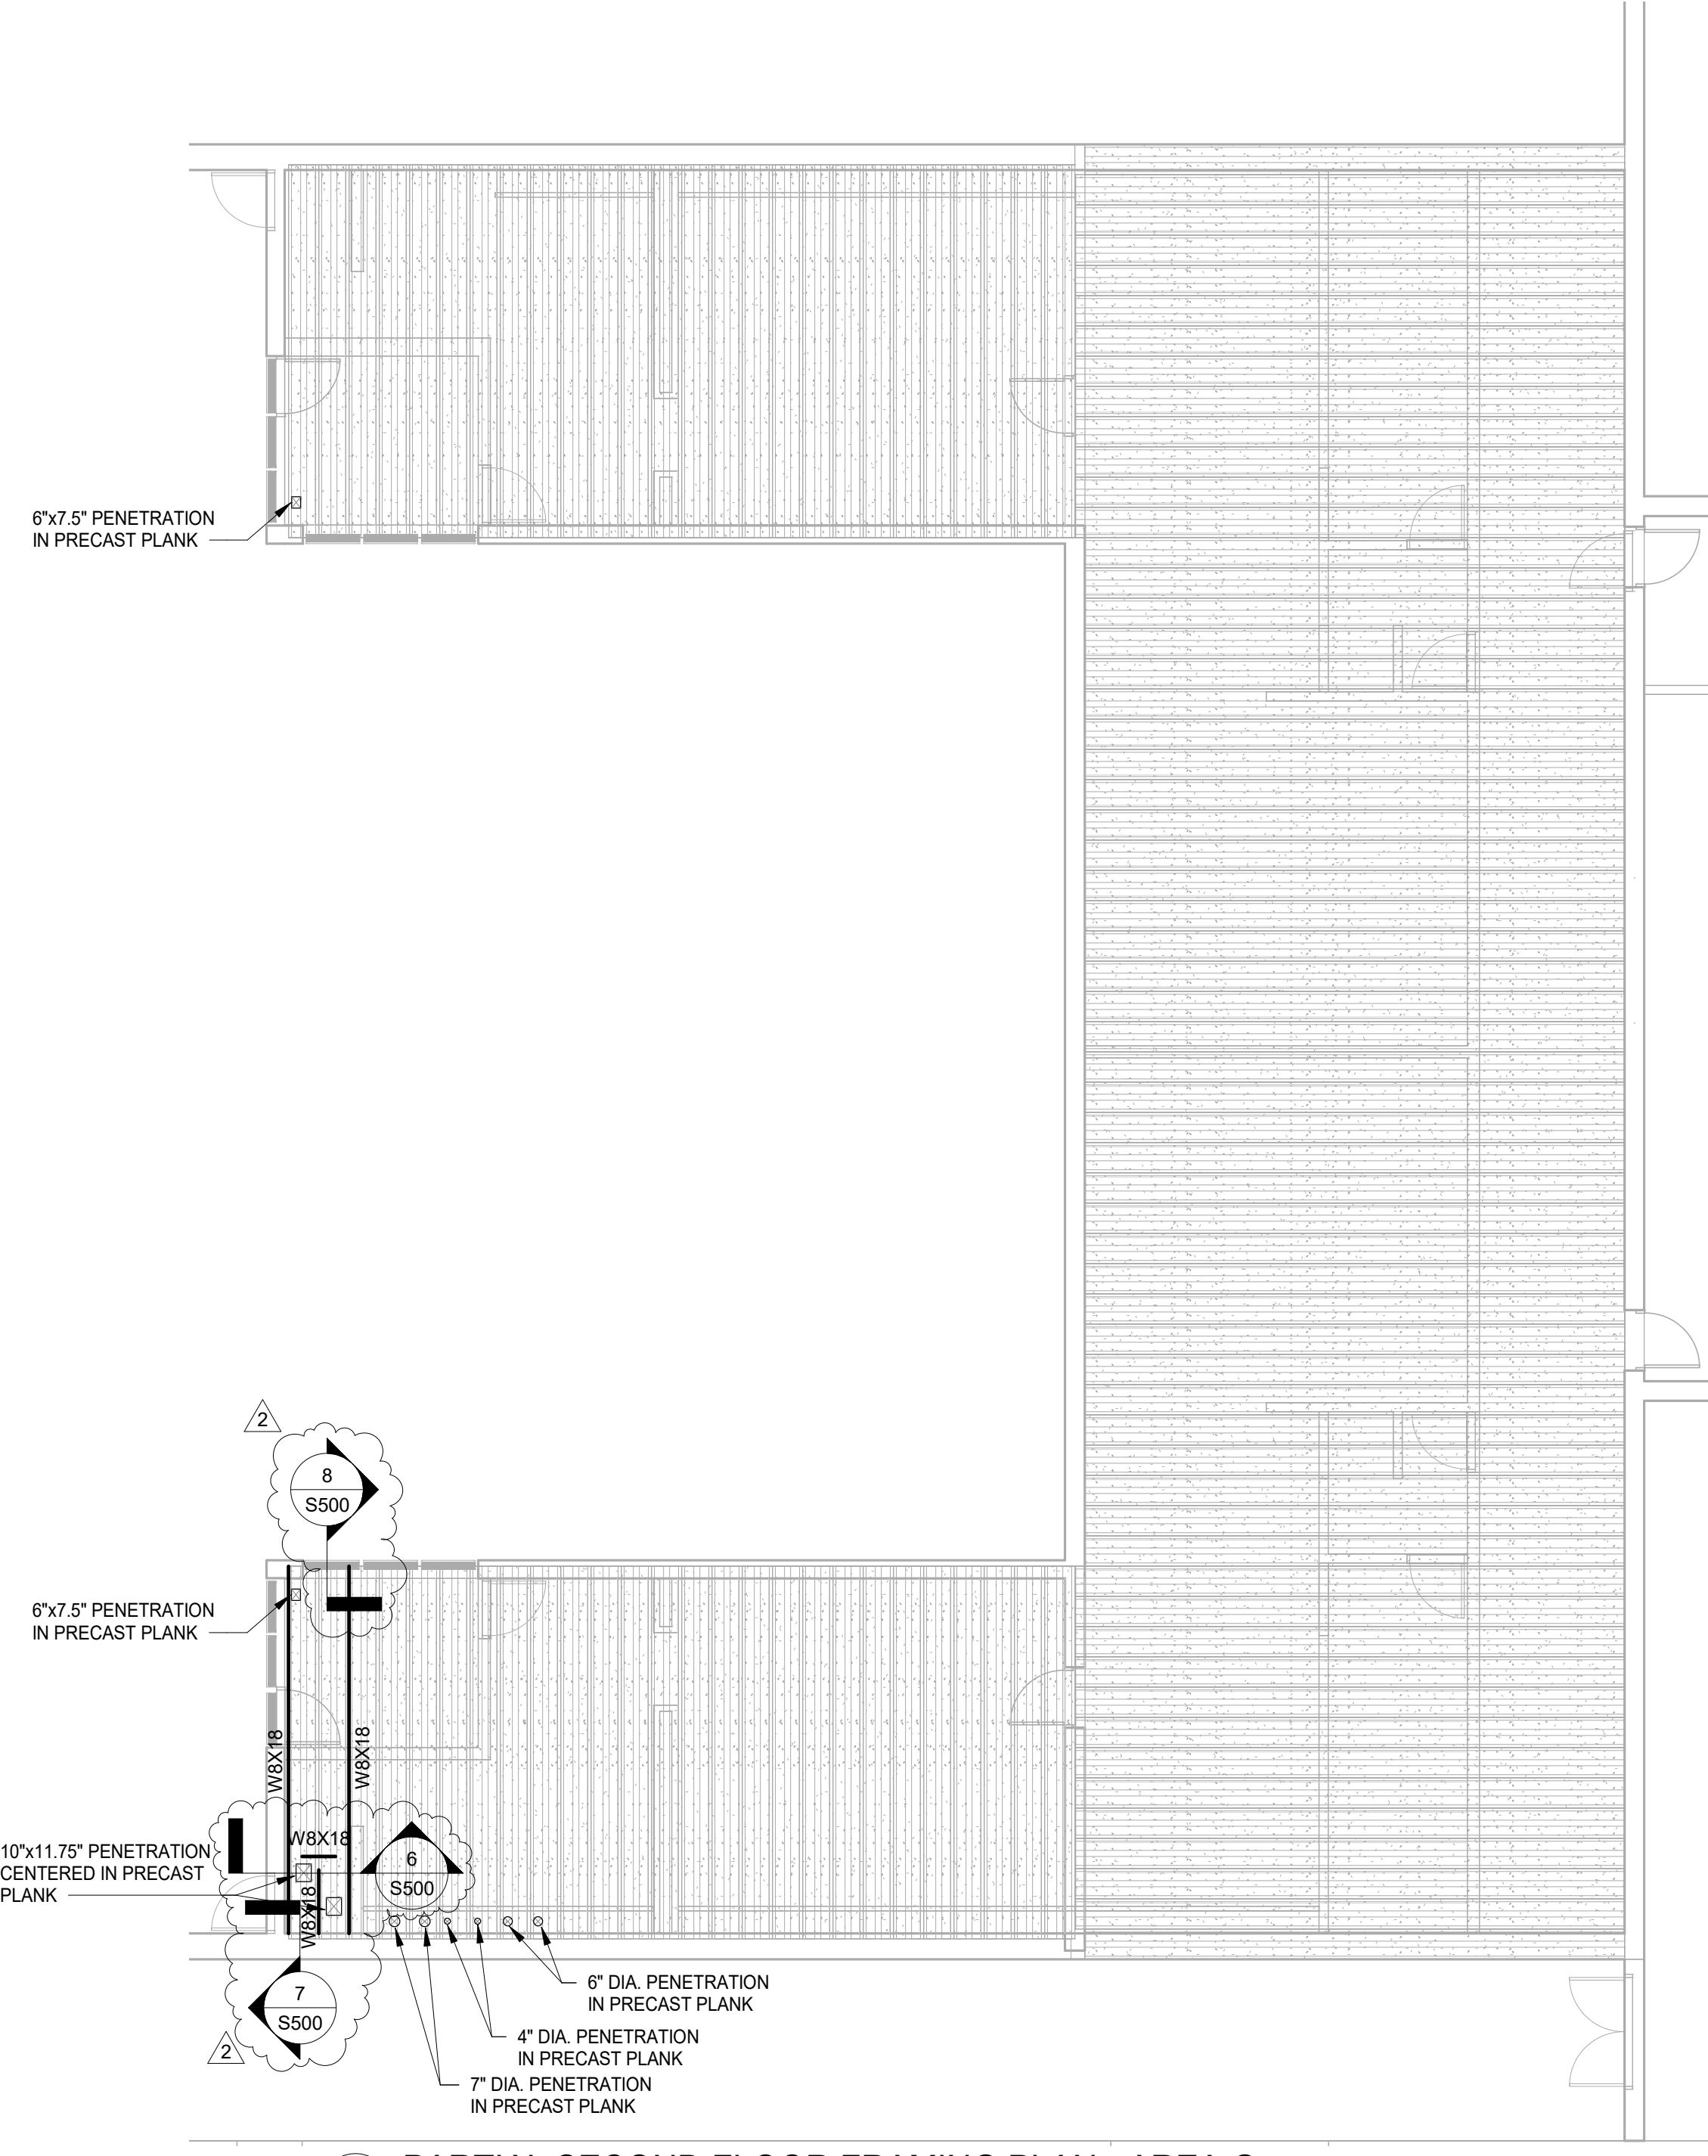 6"x7.5" PENETRATION
IN PRECAST PLANK
2
8
S500
6"x7.5" PENETRATION
IN PRECAST PLANK
W8X18
W8X18
W8X18
10"x11.75" PENETRATION
CENTERED IN PRECAST
PLANK
6
S500
W8X18
7
S500
2
6" DIA. PENETRATION
IN PRECAST PLANK
4" DIA. PENETRATION
IN PRECAST PLANK
7" DIA. PENETRATION
IN PRECAST PLANK